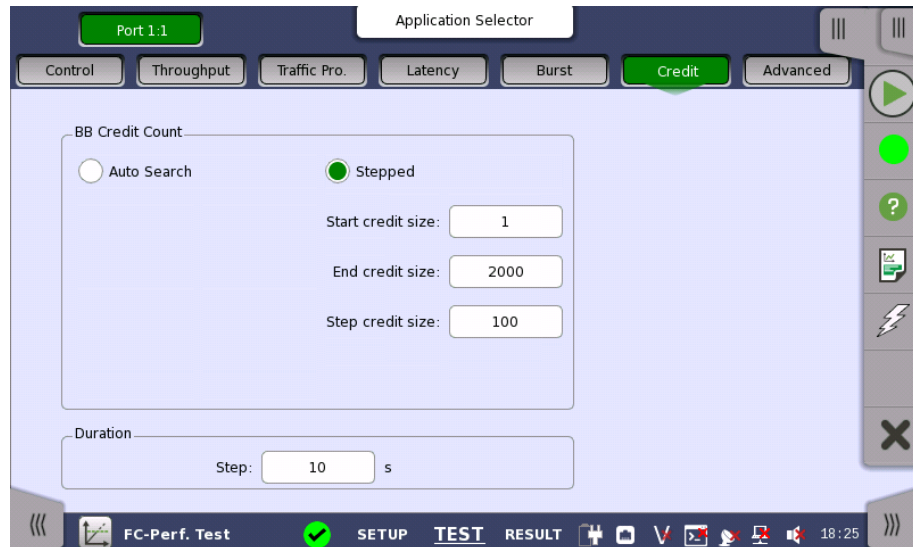 Port 1:1
Application Selector
Control Throughput Traffic Pro. Latency Burst Credit Advanced
BB Credit Count
Auto Search Stepped
Start credit size: 1
End credit size: 2000
Step credit size: 100
Duration
Step: 10 s
FC-Perf. Test SETUP TEST RESULT 18:25